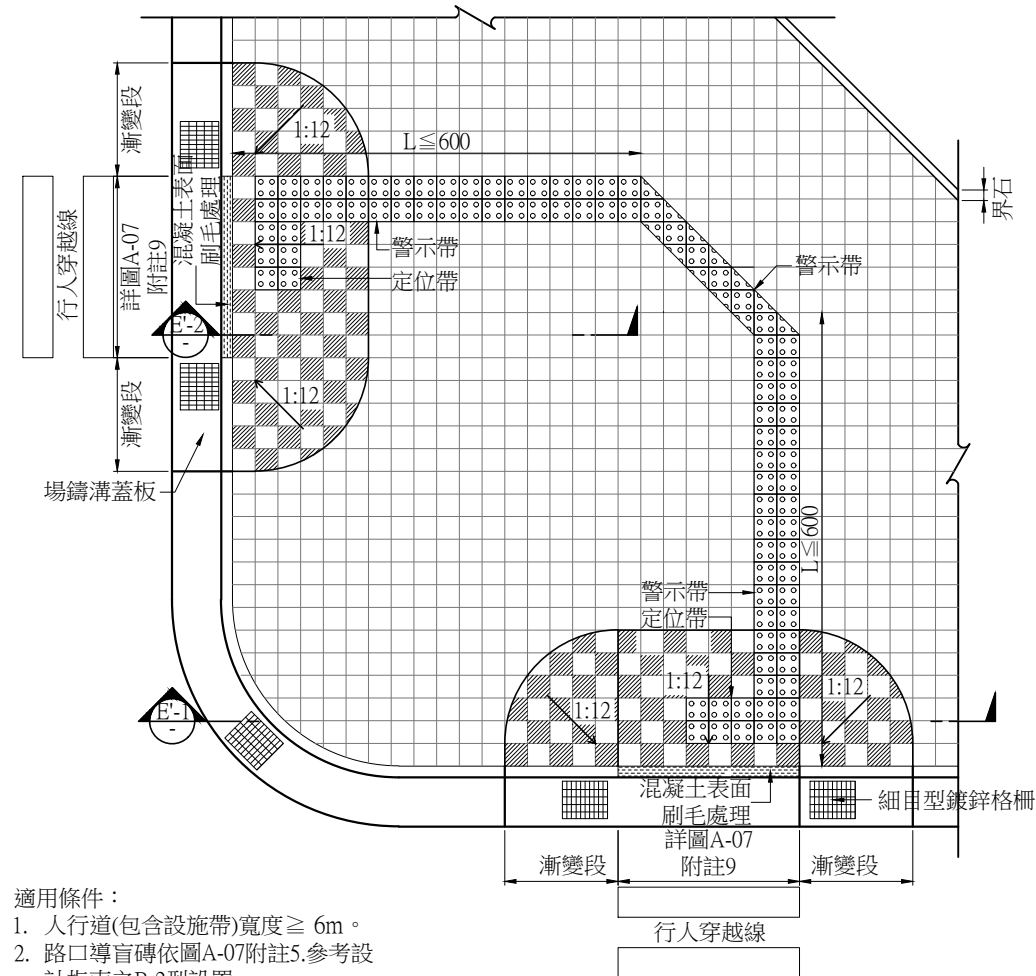 漸變段
1:12
L≦600
混凝土表面
刷毛處理
詳圖A-07
附註9
行人穿越線
1:12
警示帶
定位帶
警示帶
界石
E'-2
-
漸變段
1:12
場鑄溝蓋板
L≦600
警示帶
定位帶
E'-1
-
1:12
1:12
1:12
混凝土表面
刷毛處理
細目型鍍鋅格柵
詳圖A-07
附註9
漸變段
漸變段
行人穿越線
適用條件：
1. 人行道(包含設施帶)寬度≧ 6m。
2. 路口導盲磚依圖A-07附註5.參考設